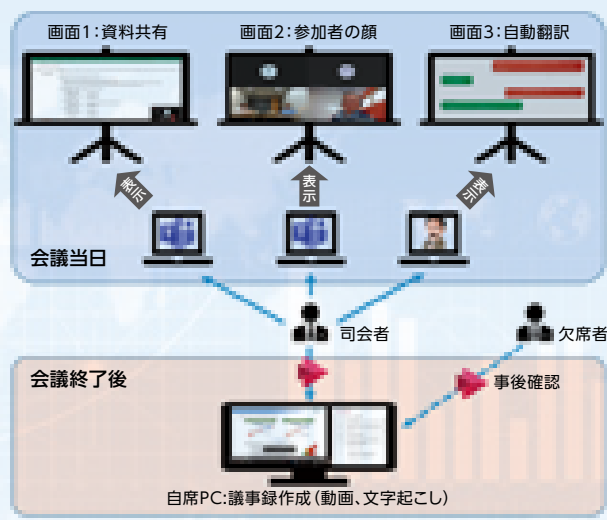 画面1:資料共有
画面2:参加者の顔
画面3:自動翻訳
表示
表示
表示
会議当日
司会者
欠席者
会議終了後
事後確認
自席PC:議事録作成(動画、文字起こし)